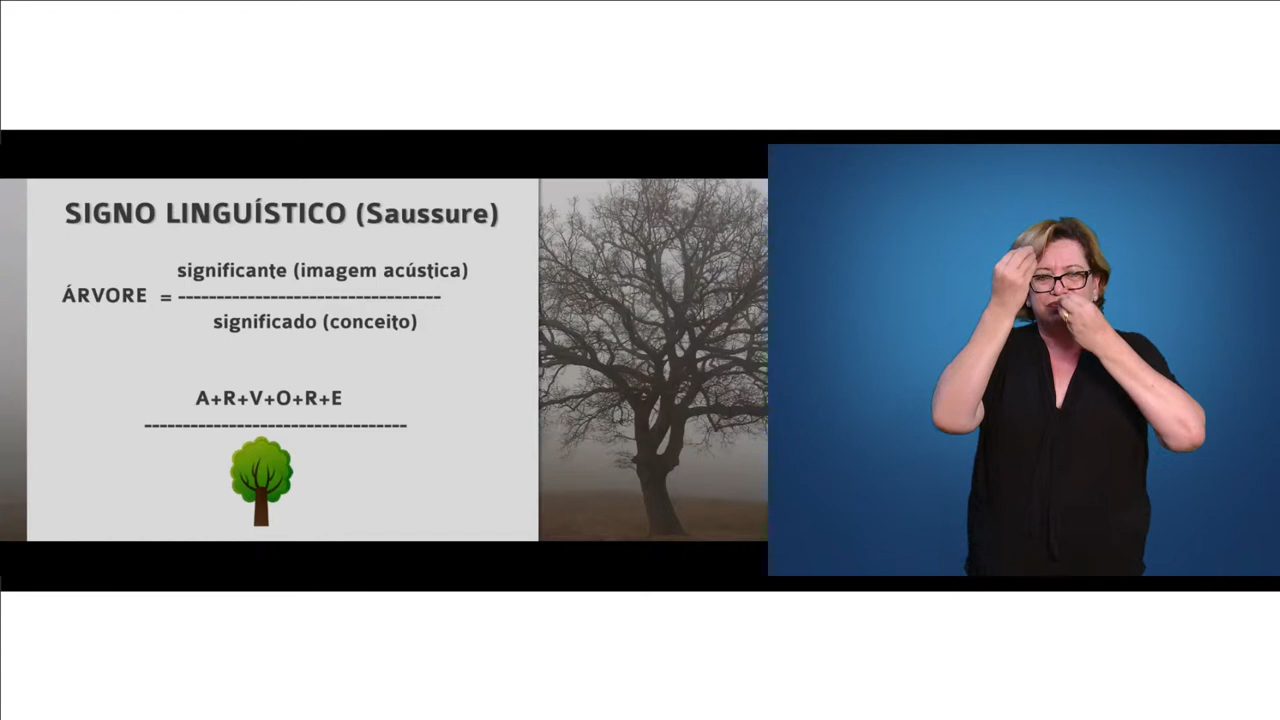 SIGNO LINGUÍSTICO (Saussure)
significante (imagem acústica)
ÁRVORE = ----------------------------------
significado (conceito)
A+R+V+O+R+E
----------------------------------